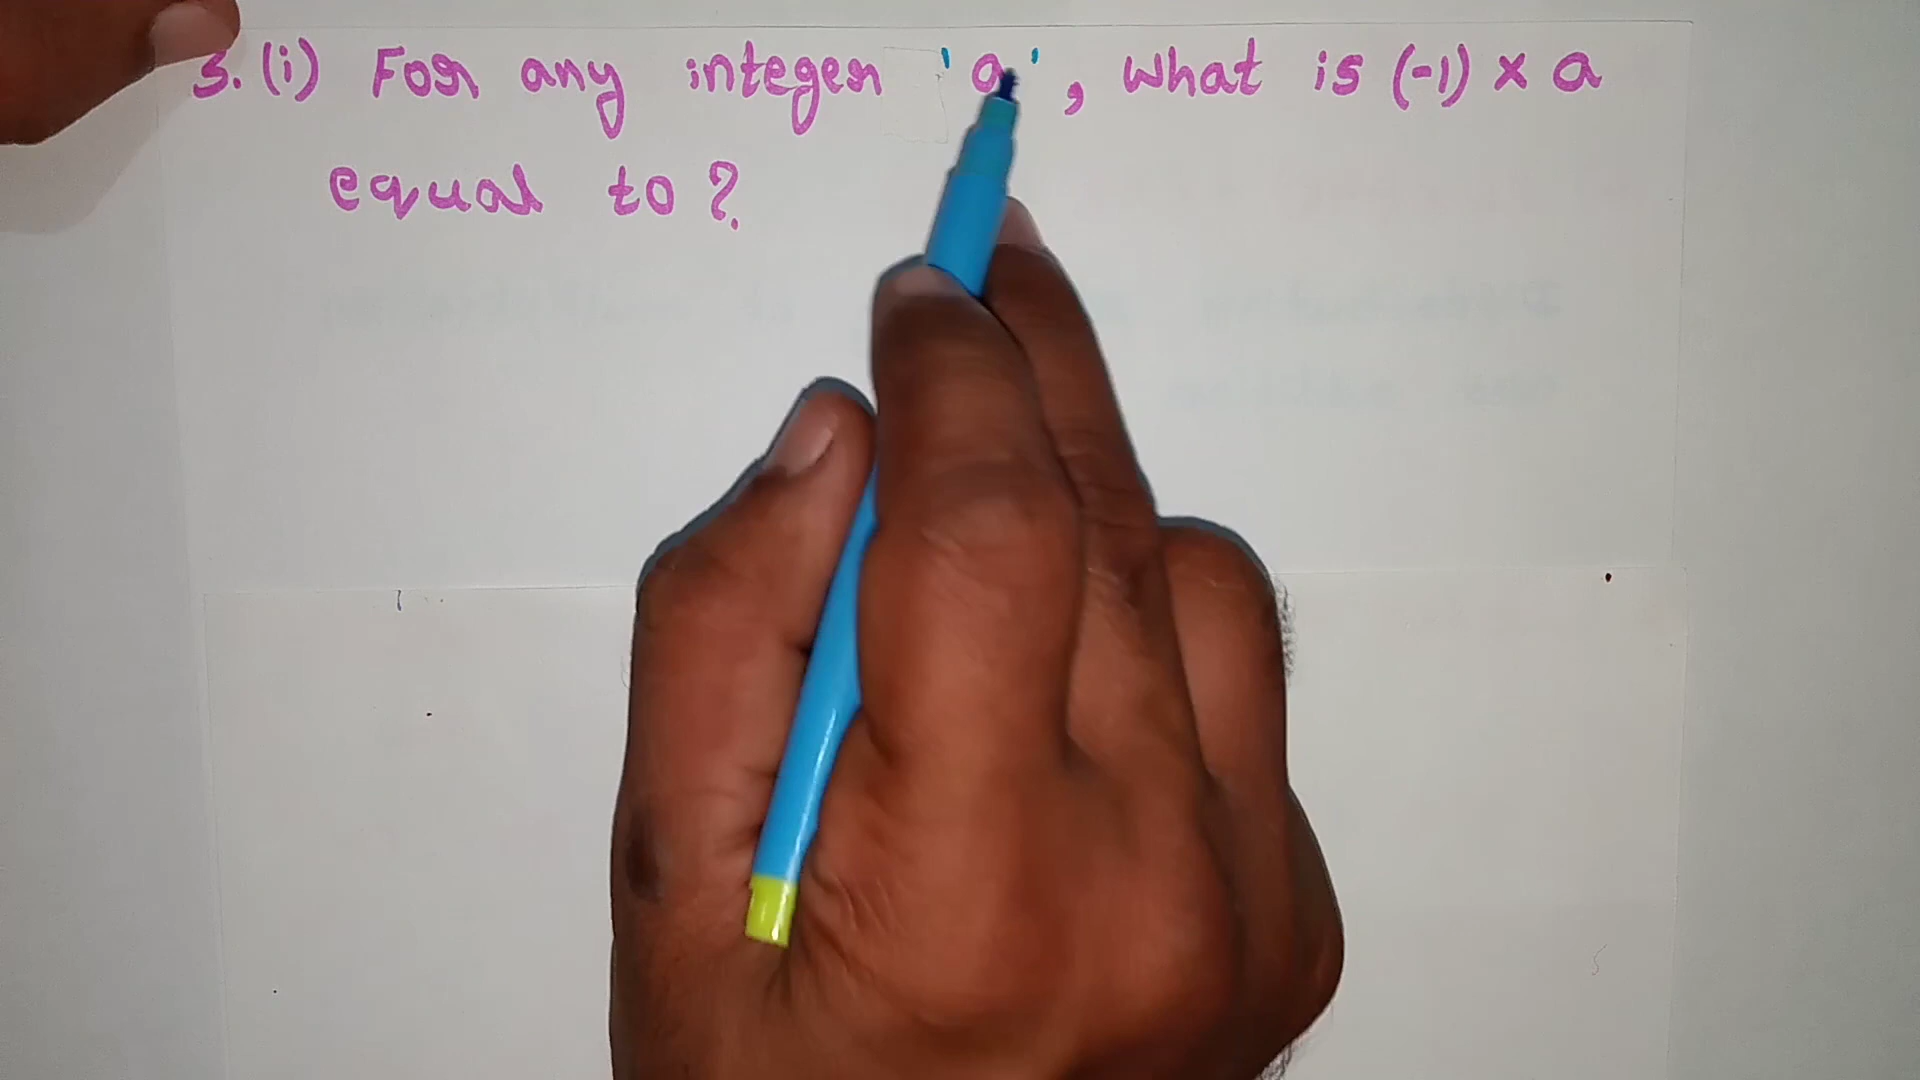 3. (i) For any integer 'a', what is (-1) × a
equal to?